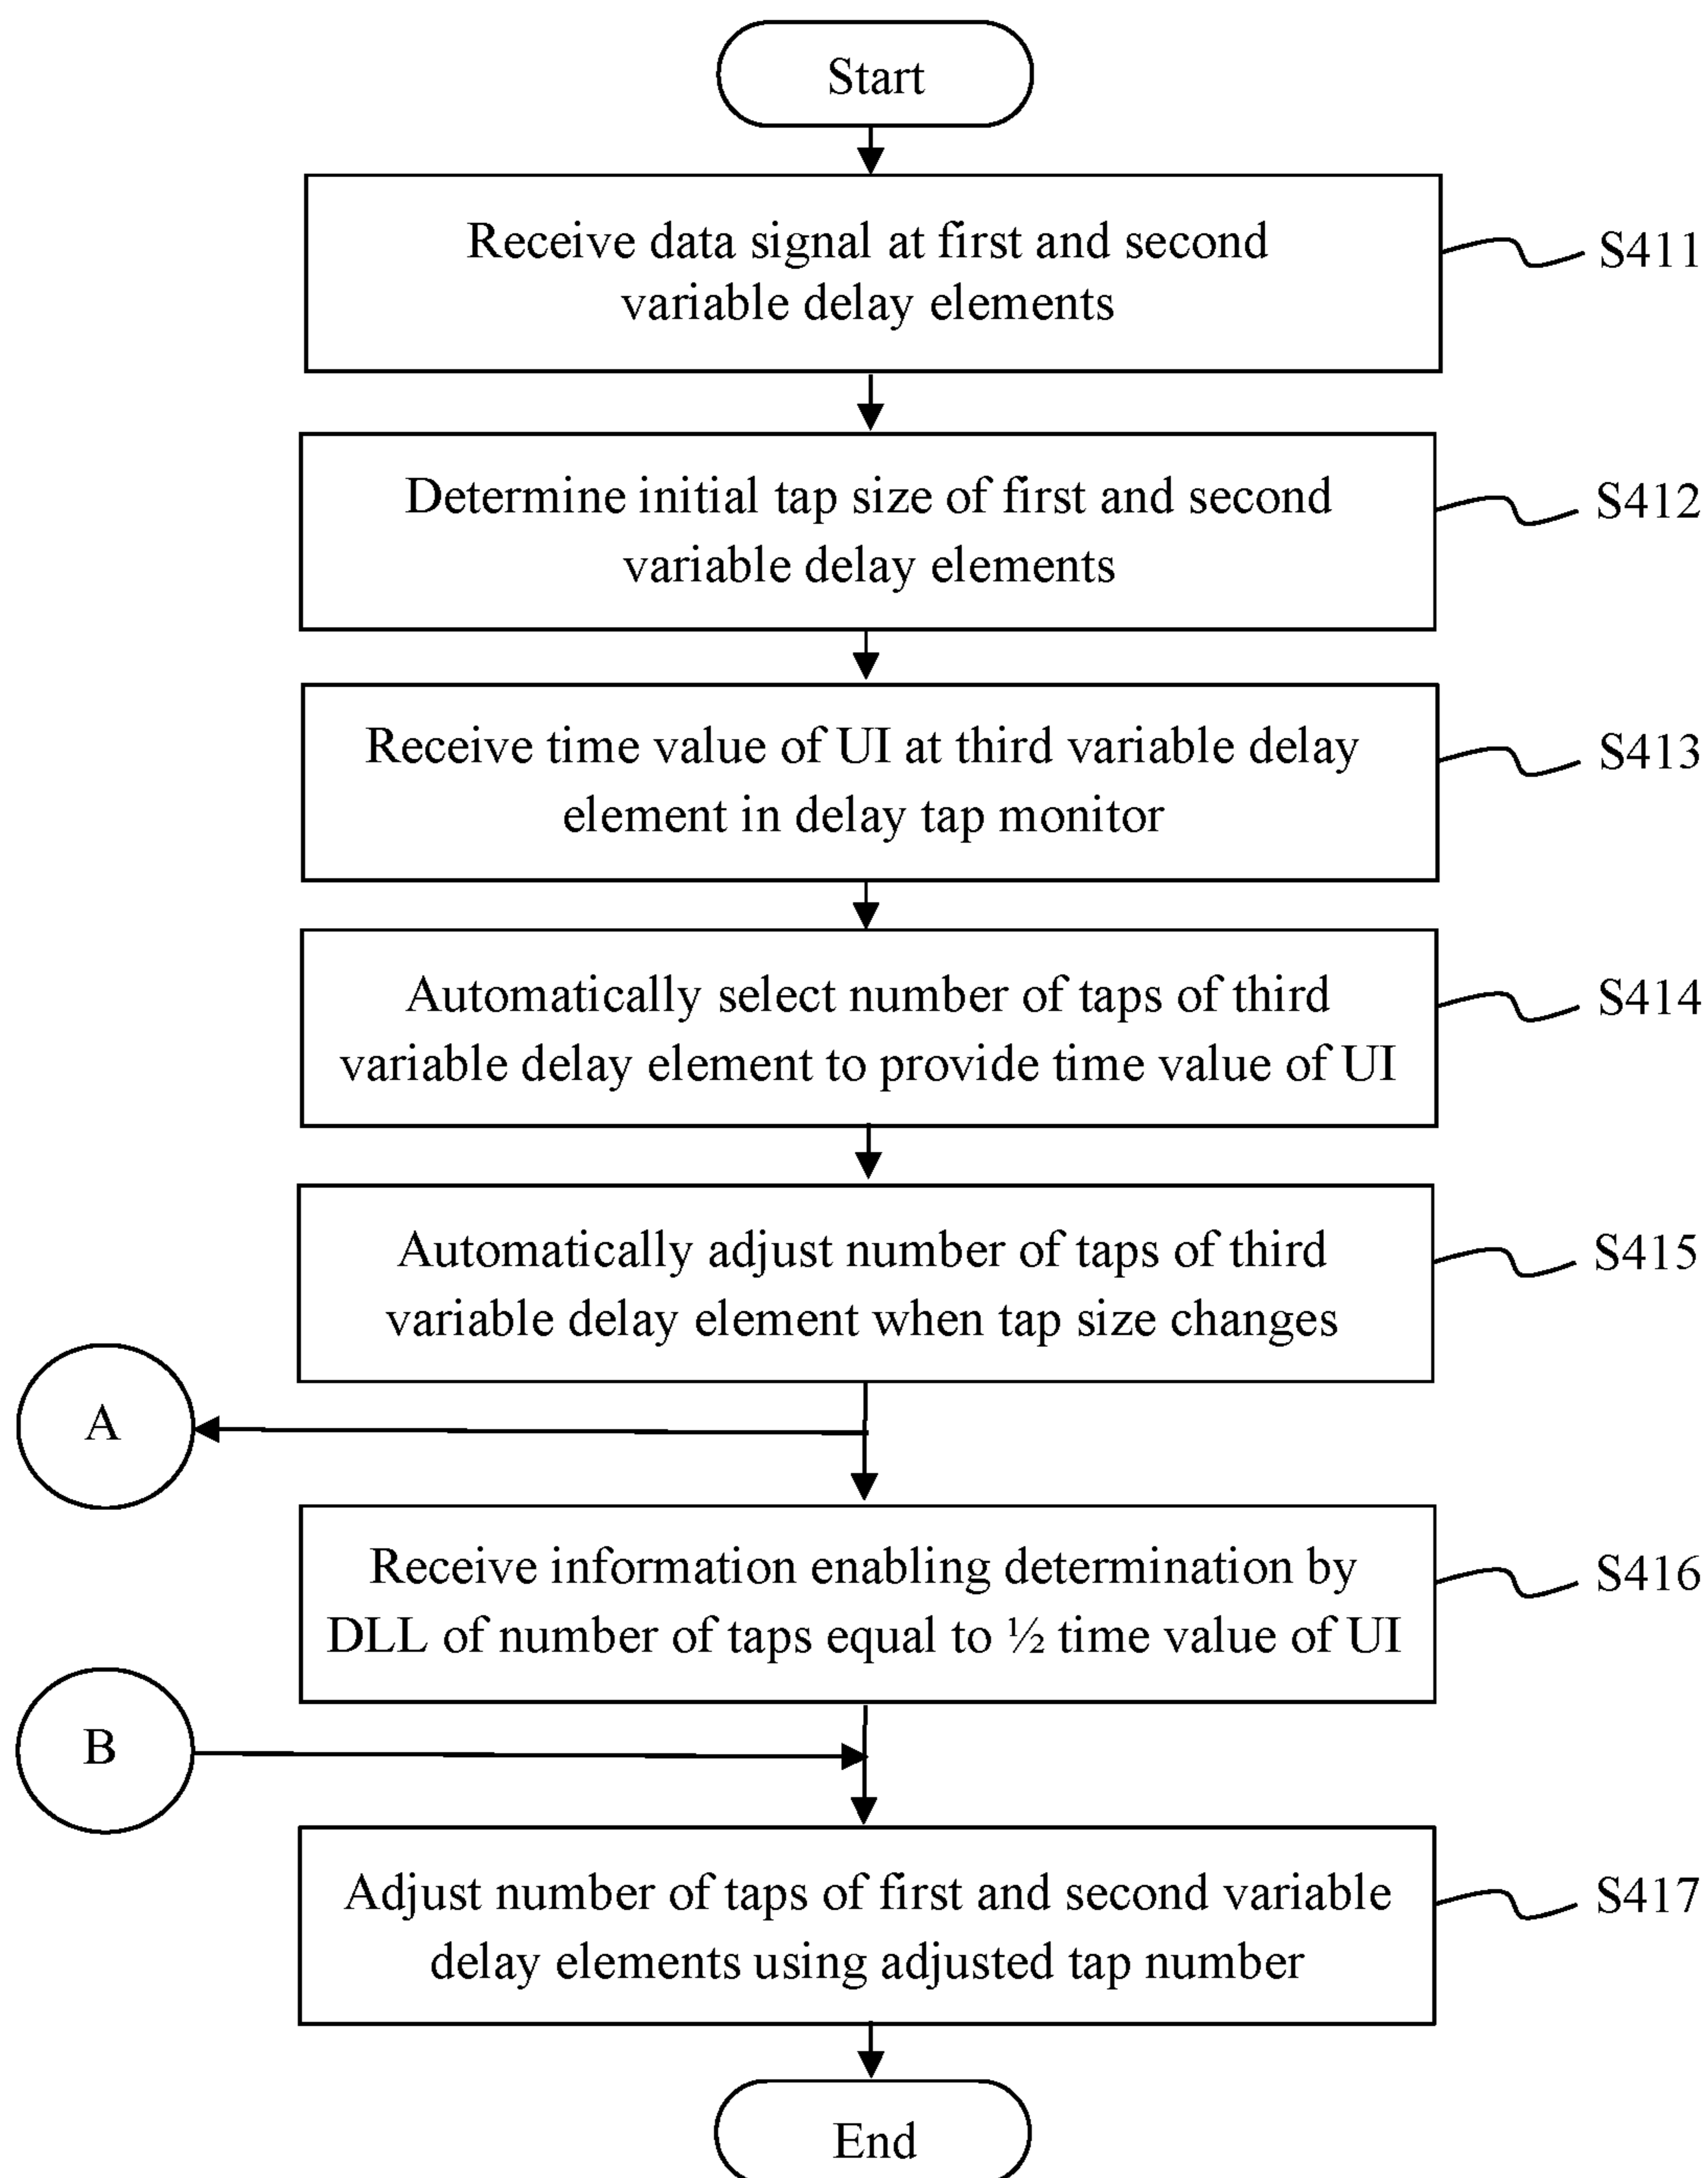 Start
Receive data signal at first and second
variable delay elements
S411
Determine initial tap size of first and second
variable delay elements
S412
Receive time value of UI at third variable delay
element in delay tap monitor
S413
Automatically select number of taps of third
variable delay element to provide time value of UI
S414
Automatically adjust number of taps of third
variable delay element when tap size changes
S415
A
Receive information enabling determination by
DLL of number of taps equal to ½ time value of UI
S416
B
Adjust number of taps of first and second variable
delay elements using adjusted tap number
S417
End